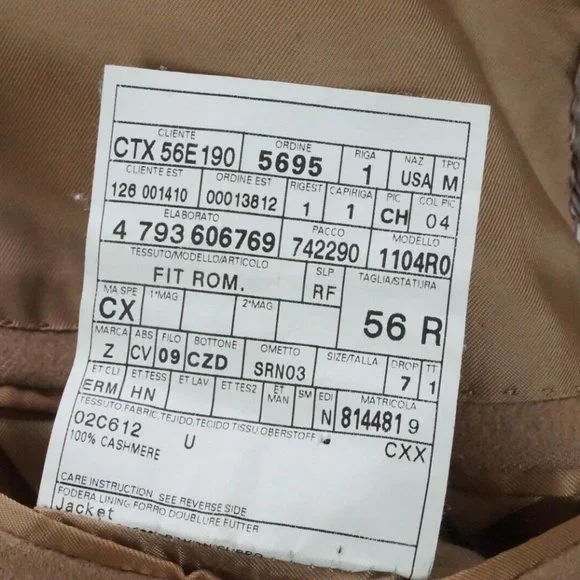 CLIENTE ORDINE RIGA NAZ TPO
CTX 56E190 5695 1 USA M
CLIENTE EST ORDINE EST RIGEST CAPIRIGA PIC COL PIC
126 001410 00013812 1 1 CH 04
ELABORATO PACCO MODELLO
4 793 606769 742290 1104R0
TESSUTO/MODELLO/ARTICOLO SLP TAGLIA/STATURA
FIT ROM. RF 56 R
MA SPE 1°MAG 2°MAG
CX
MARCA ABS FILO BOTTONE OMETTO SIZE/TALLA DROP TT
Z CV 09 CZD SRN03 7 1
ET CLI ET TESS ET LAV ET TES2 ET MAN SM EDI MATRICOLA
ERM HN N 814481 9
TESSUTO, FABRIC, TEJIDO, TECIDO TISSU, OBERSTOFF
02C612 U CXX
100% CASHMERE
CARE INSTRUCTION SEE REVERSE SIDE
FODERA LINING, FORRO DOUBLURE FUTTER
Jacket